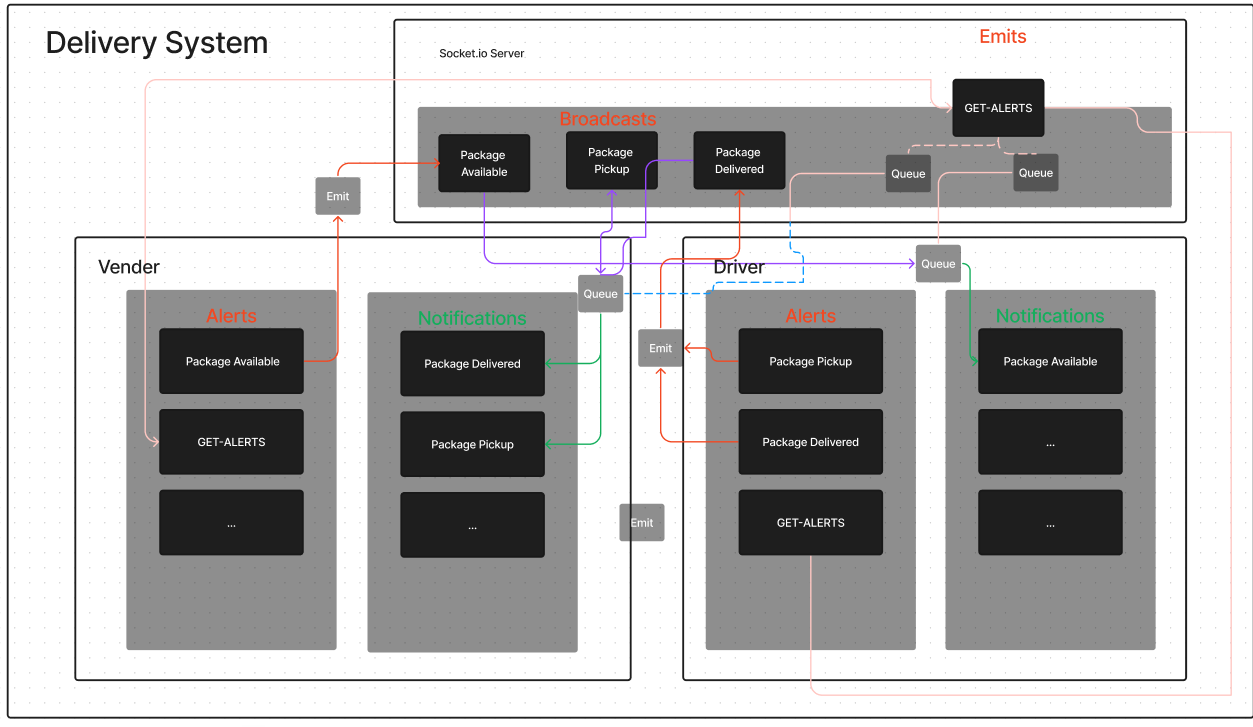 Delivery System
Socket.io Server
Emits
GET-ALERTS
Broadcasts
Package
Available
Package
Pickup
Package
Delivered
Queue
Queue
Emit
Vender
Alerts
Package Available
GET-ALERTS
...
Notifications
Queue
Package Delivered
Package Pickup
...
Emit
Emit
Driver
Alerts
Package Pickup
Package Delivered
GET-ALERTS
Queue
Notifications
Package Available
...
...